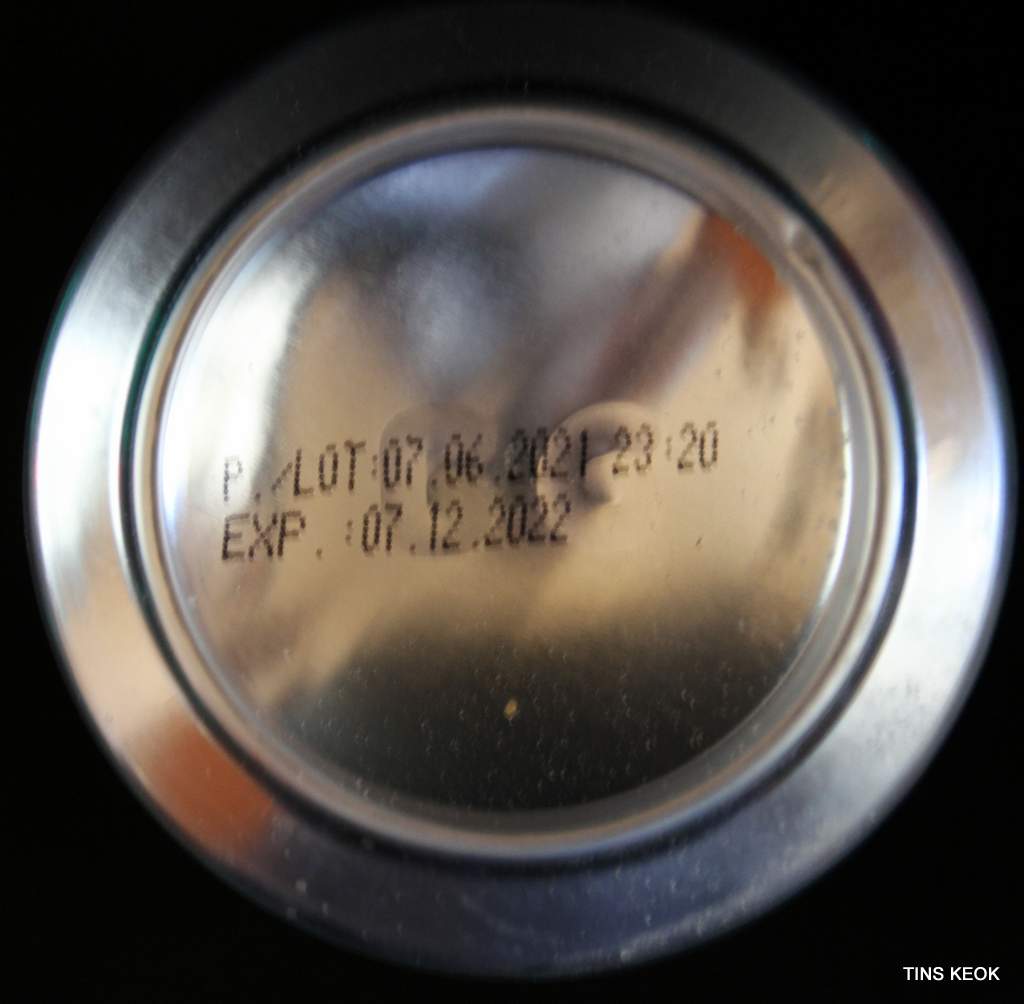 P./LOT:07.06.2021 23:20
EXP. :07.12.2022
TINS KEOK